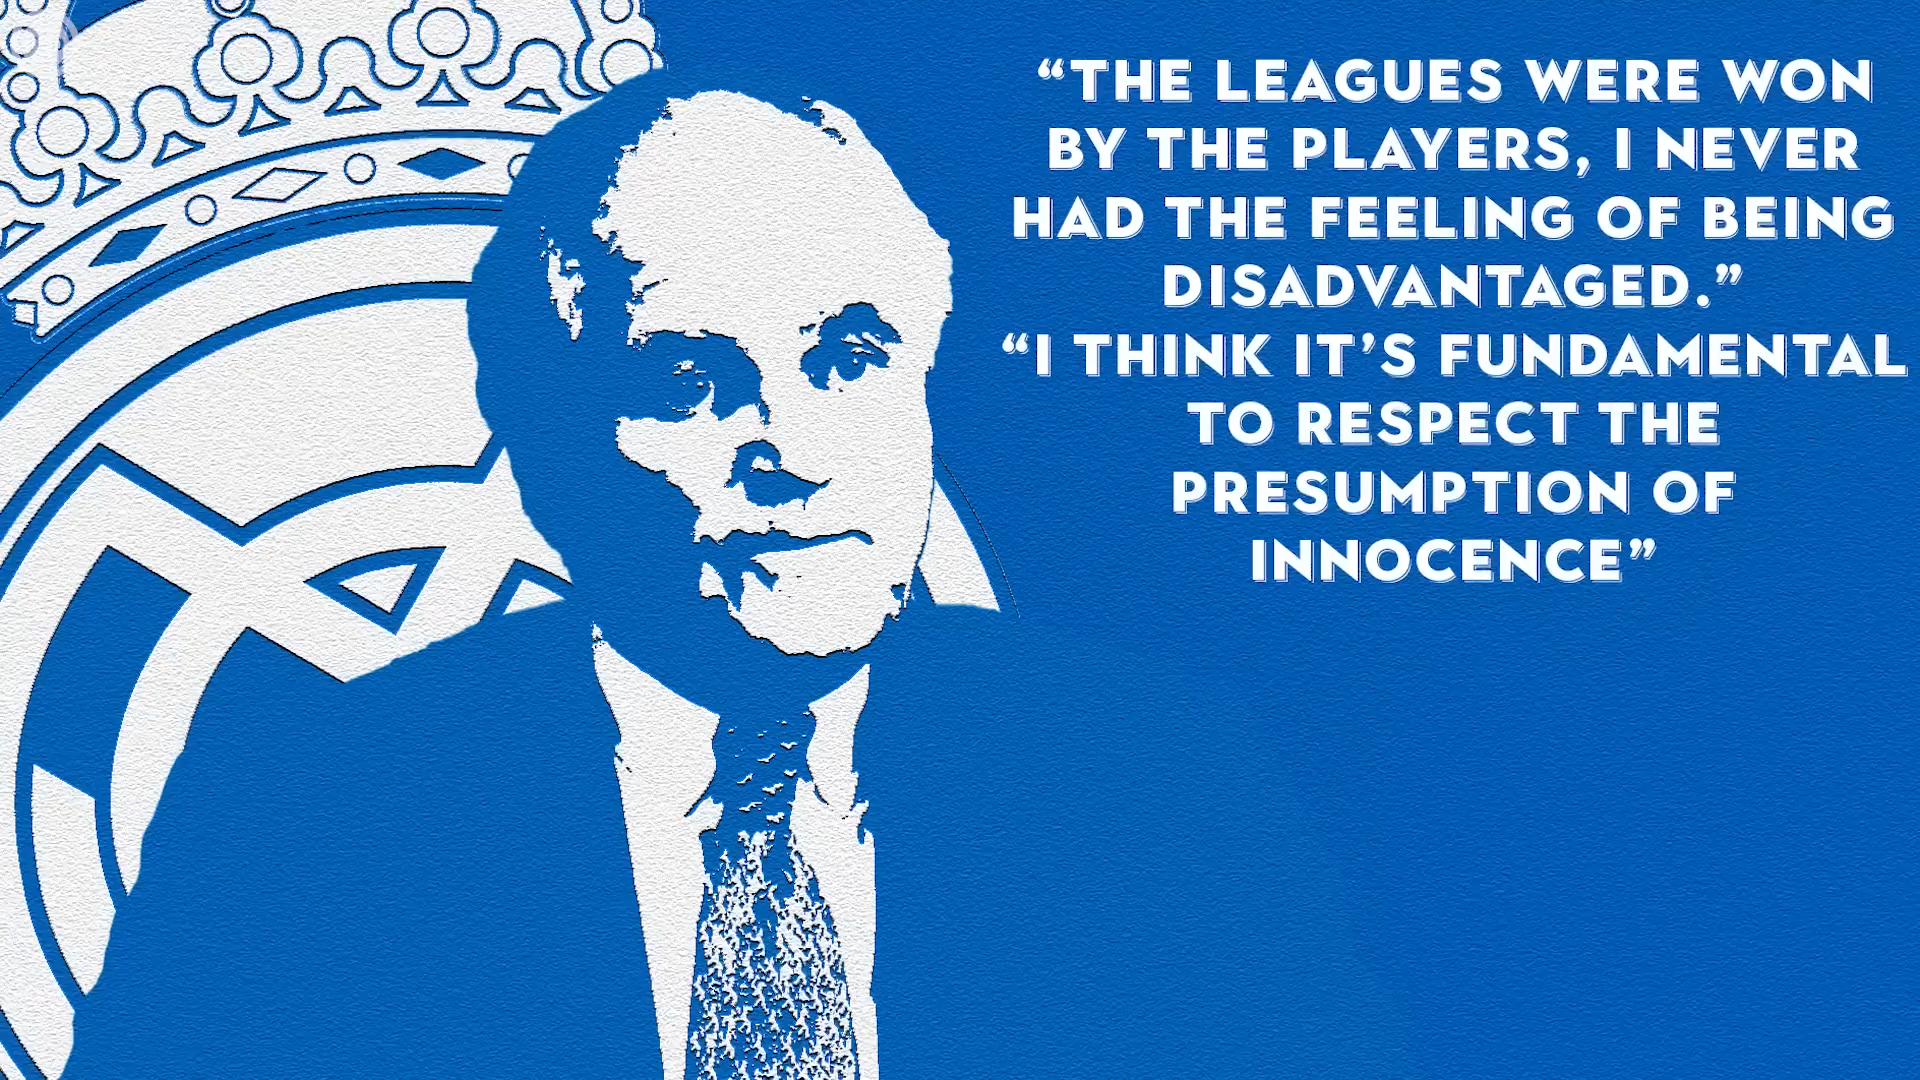 “THE LEAGUES WERE WON
BY THE PLAYERS, I NEVER
HAD THE FEELING OF BEING
DISADVANTAGED.”
“I THINK IT’S FUNDAMENTAL
TO RESPECT THE
PRESUMPTION OF
INNOCENCE”